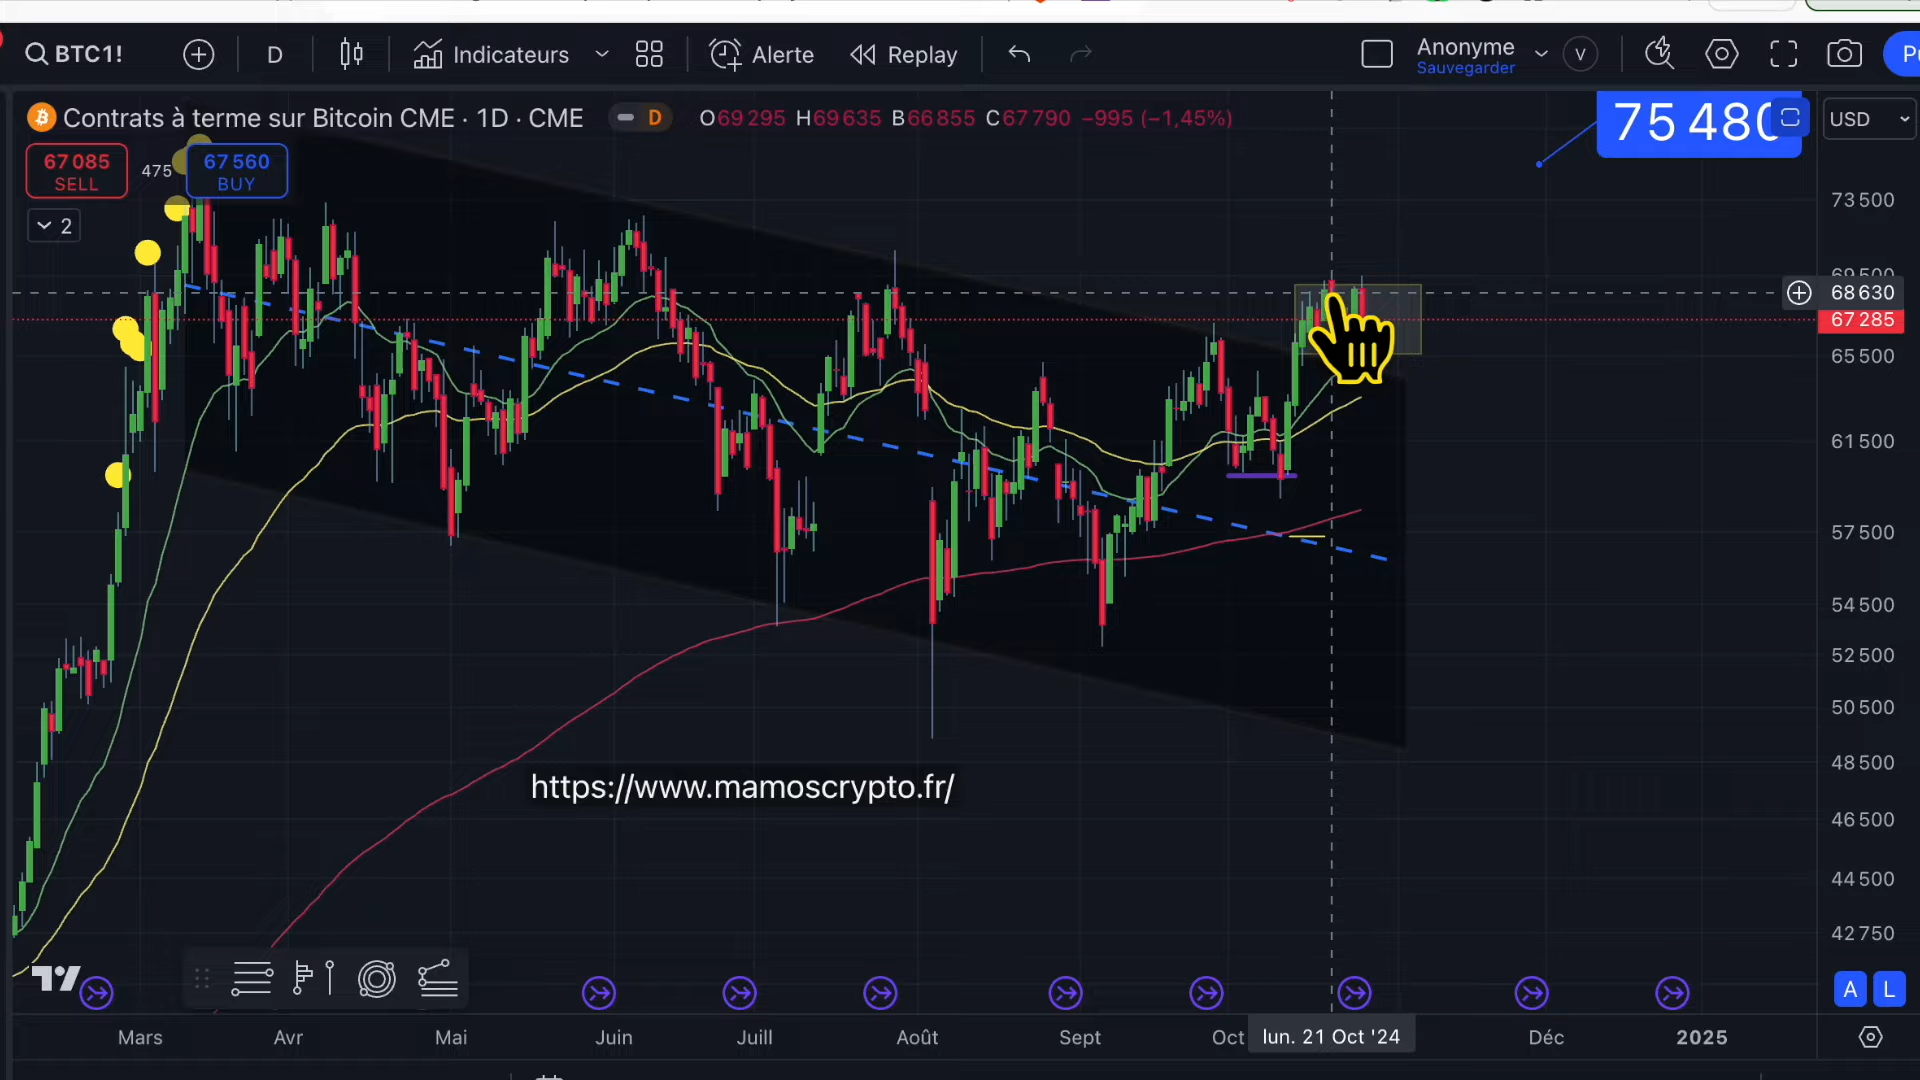 BTC1!
D
Indicateurs
Alerte
Replay
Anonyme
Sauvegarder
V
Contrats à terme sur Bitcoin CME · 1D · CME
D
O69 295 H69 635 B66 855 C67 790 −995 (−1,45%)
75 480
USD
67 085
SELL
475
67 560
BUY
2
73 500
69 500
68 630
67 285
65 500
61 500
57 500
54 500
52 500
50 500
48 500
46 500
44 500
42 750
https://www.mamoscrypto.fr/
A
L
Mars
Avr
Mai
Juin
Juill
Août
Sept
Oct
lun. 21 Oct '24
Déc
2025